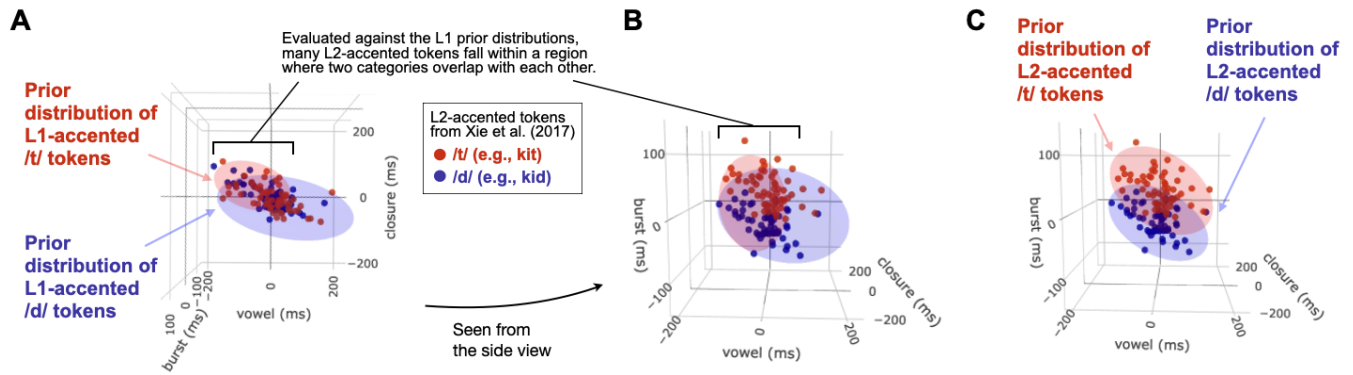 A
Prior
distribution of
L1-accented
/t/ tokens
Prior
distribution of
L1-accented
/d/ tokens
Evaluated against the L1 prior distributions,
many L2-accented tokens fall within a region
where two categories overlap with each other.
200
0
−200
closure (ms)
100
0
−100
burst (ms)
−200
0
200
vowel (ms)
L2-accented tokens
from Xie et al. (2017)
/t/ (e.g., kit)
/d/ (e.g., kid)
Seen from
the side view
B
100
0
−100
burst (ms)
−200
0
200
vowel (ms)
200
0
−200
closure (ms)
C
Prior
distribution of
L2-accented
/t/ tokens
Prior
distribution of
L2-accented
/d/ tokens
100
0
−100
burst (ms)
−200
0
200
vowel (ms)
200
0
−200
closure (ms)